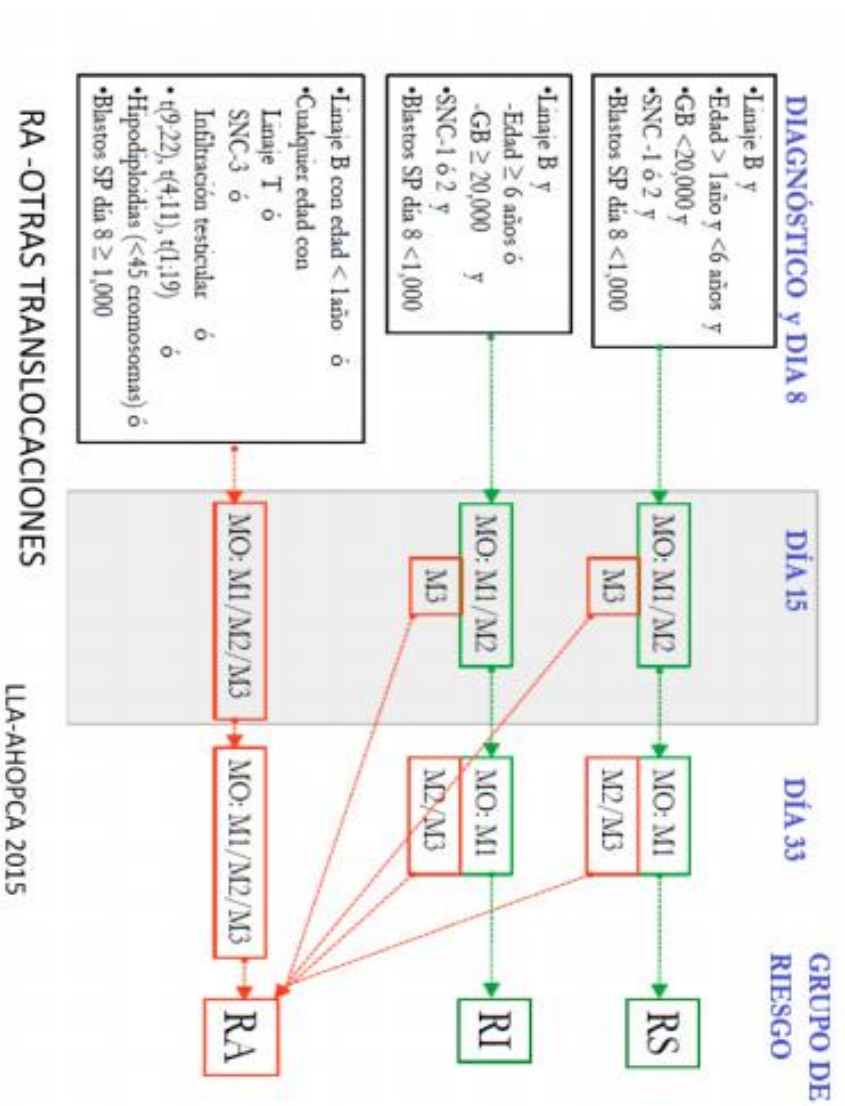 DIAGNÓSTICO y DIA 8
DÍA 15
DÍA 33
GRUPO DE
RIESGO
•Linaje B y
•Edad > 1año y <6 años y
•GB <20,000 y
•SNC -1 ó 2 y
•Blastos SP día 8 <1,000
MO: M1/M2
M3
MO: M1
M2/M3
RS
•Linaje B y
-Edad ≥ 6 años ó
-GB ≥ 20,000 y
•SNC-1 ó 2 y
•Blastos SP día 8 <1,000
MO: M1/M2
M3
MO: M1
M2/M3
RI
•Linaje B con edad < 1año ó
•Cualquier edad con
Linaje T ó
SNC-3 ó
Infiltración testicular ó
• t(9;22), t(4;11), t(1;19) ó
•Hipodiploidias (<45 cromosomas) ó
•Blastos SP día 8 ≥ 1,000
MO: M1/M2/M3
MO: M1/M2/M3
RA
RA -OTRAS TRANSLOCACIONES
LLA-AHOPCA 2015